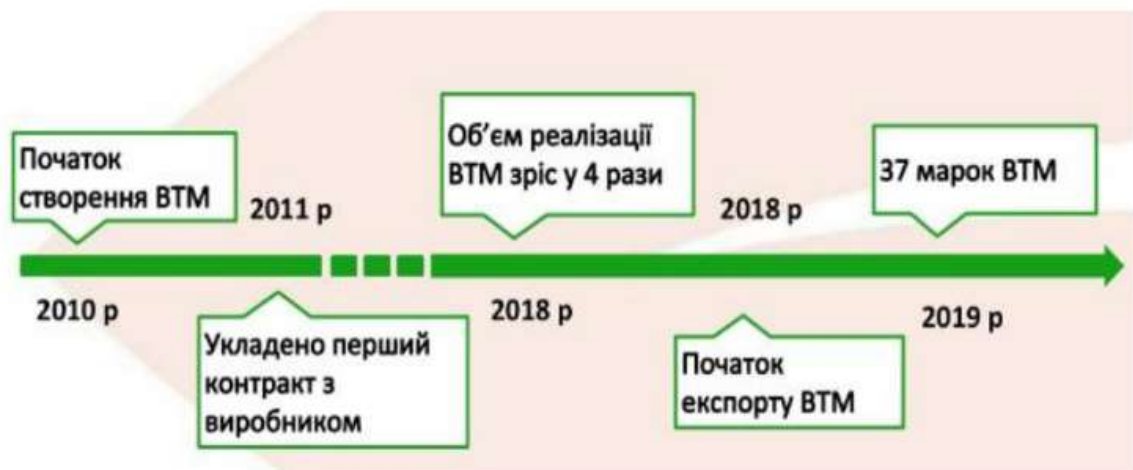 Початок
створення ВТМ
2010 р
2011 р
Укладено перший
контракт з
виробником
Об’єм реалізації
ВТМ зріс у 4 рази
2018 р
2018 р
Початок
експорту ВТМ
37 марок ВТМ
2019 р